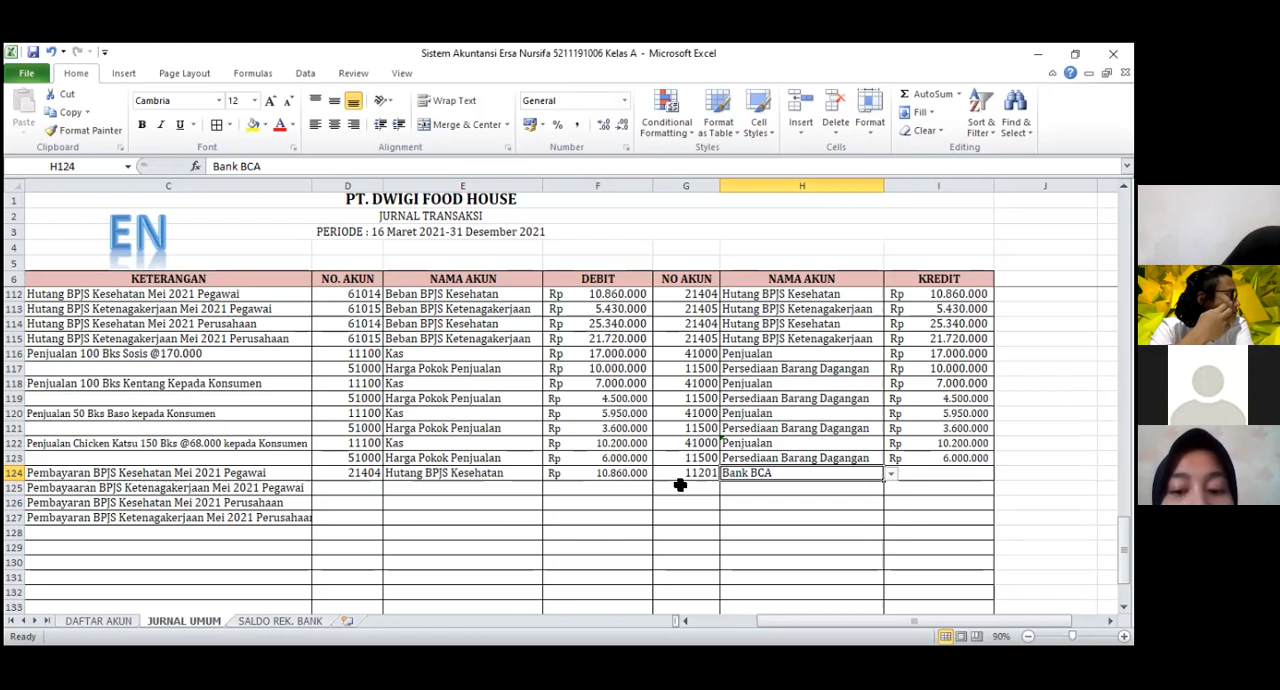 Sistem Akuntansi Ersa Nursifa 5211191006 Kelas A - Microsoft Excel
File Home Insert Page Layout Formulas Data Review View
Cut
Copy
Format Painter
Paste
Clipboard
Cambria 12
B I U
Font
Wrap Text
Merge & Center
Alignment
General
Number
Conditional Formatting
Format as Table
Cell Styles
Styles
Insert Delete Format
Cells
AutoSum
Fill
Clear
Sort & Filter
Find & Select
Editing
H124 fx Bank BCA
C D E F G H I J
1 PT. DWIGI FOOD HOUSE
2 JURNAL TRANSAKSI
3 PERIODE : 16 Maret 2021-31 Desember 2021
EN
4
5
6 KETERANGAN NO. AKUN NAMA AKUN DEBIT NO AKUN NAMA AKUN KREDIT
112 Hutang BPJS Kesehatan Mei 2021 Pegawai 61014 Beban BPJS Kesehatan Rp 10.860.000 21404 Hutang BPJS Kesehatan Rp 10.860.000
113 Hutang BPJS Ketenagakerjaan Mei 2021 Pegawai 61015 Beban BPJS Ketenagakerjaan Rp 5.430.000 21405 Hutang BPJS Ketenagakerjaan Rp 5.430.000
114 Hutang BPJS Kesehatan Mei 2021 Perusahaan 61014 Beban BPJS Kesehatan Rp 25.340.000 21404 Hutang BPJS Kesehatan Rp 25.340.000
115 Hutang BPJS Ketenagakerjaan Mei 2021 Perusahaan 61015 Beban BPJS Ketenagakerjaan Rp 21.720.000 21405 Hutang BPJS Ketenagakerjaan Rp 21.720.000
116 Penjualan 100 Bks Sosis @170.000 11100 Kas Rp 17.000.000 41000 Penjualan Rp 17.000.000
117 51000 Harga Pokok Penjualan Rp 10.000.000 11500 Persediaan Barang Dagangan Rp 10.000.000
118 Penjualan 100 Bks Kentang Kepada Konsumen 11100 Kas Rp 7.000.000 41000 Penjualan Rp 7.000.000
119 51000 Harga Pokok Penjualan Rp 4.500.000 11500 Persediaan Barang Dagangan Rp 4.500.000
120 Penjualan 50 Bks Baso kepada Konsumen 11100 Kas Rp 5.950.000 41000 Penjualan Rp 5.950.000
121 51000 Harga Pokok Penjualan Rp 3.600.000 11500 Persediaan Barang Dagangan Rp 3.600.000
122 Penjualan Chicken Katsu 150 Bks @68.000 kepada Konsumen 11100 Kas Rp 10.200.000 41000 Penjualan Rp 10.200.000
123 51000 Harga Pokok Penjualan Rp 6.000.000 11500 Persediaan Barang Dagangan Rp 6.000.000
124 Pembayaran BPJS Kesehatan Mei 2021 Pegawai 21404 Hutang BPJS Kesehatan Rp 10.860.000 11201 Bank BCA
125 Pembayaaran BPJS Ketenagakerjaan Mei 2021 Pegawai
126 Pembayaran BPJS Kesehatan Mei 2021 Perusahaan
127 Pembayaran BPJS Ketenagakerjaan Mei 2021 Perusahaan
128
129
130
131
132
133
DAFTAR AKUN JURNAL UMUM SALDO REK. BANK
Ready 90%